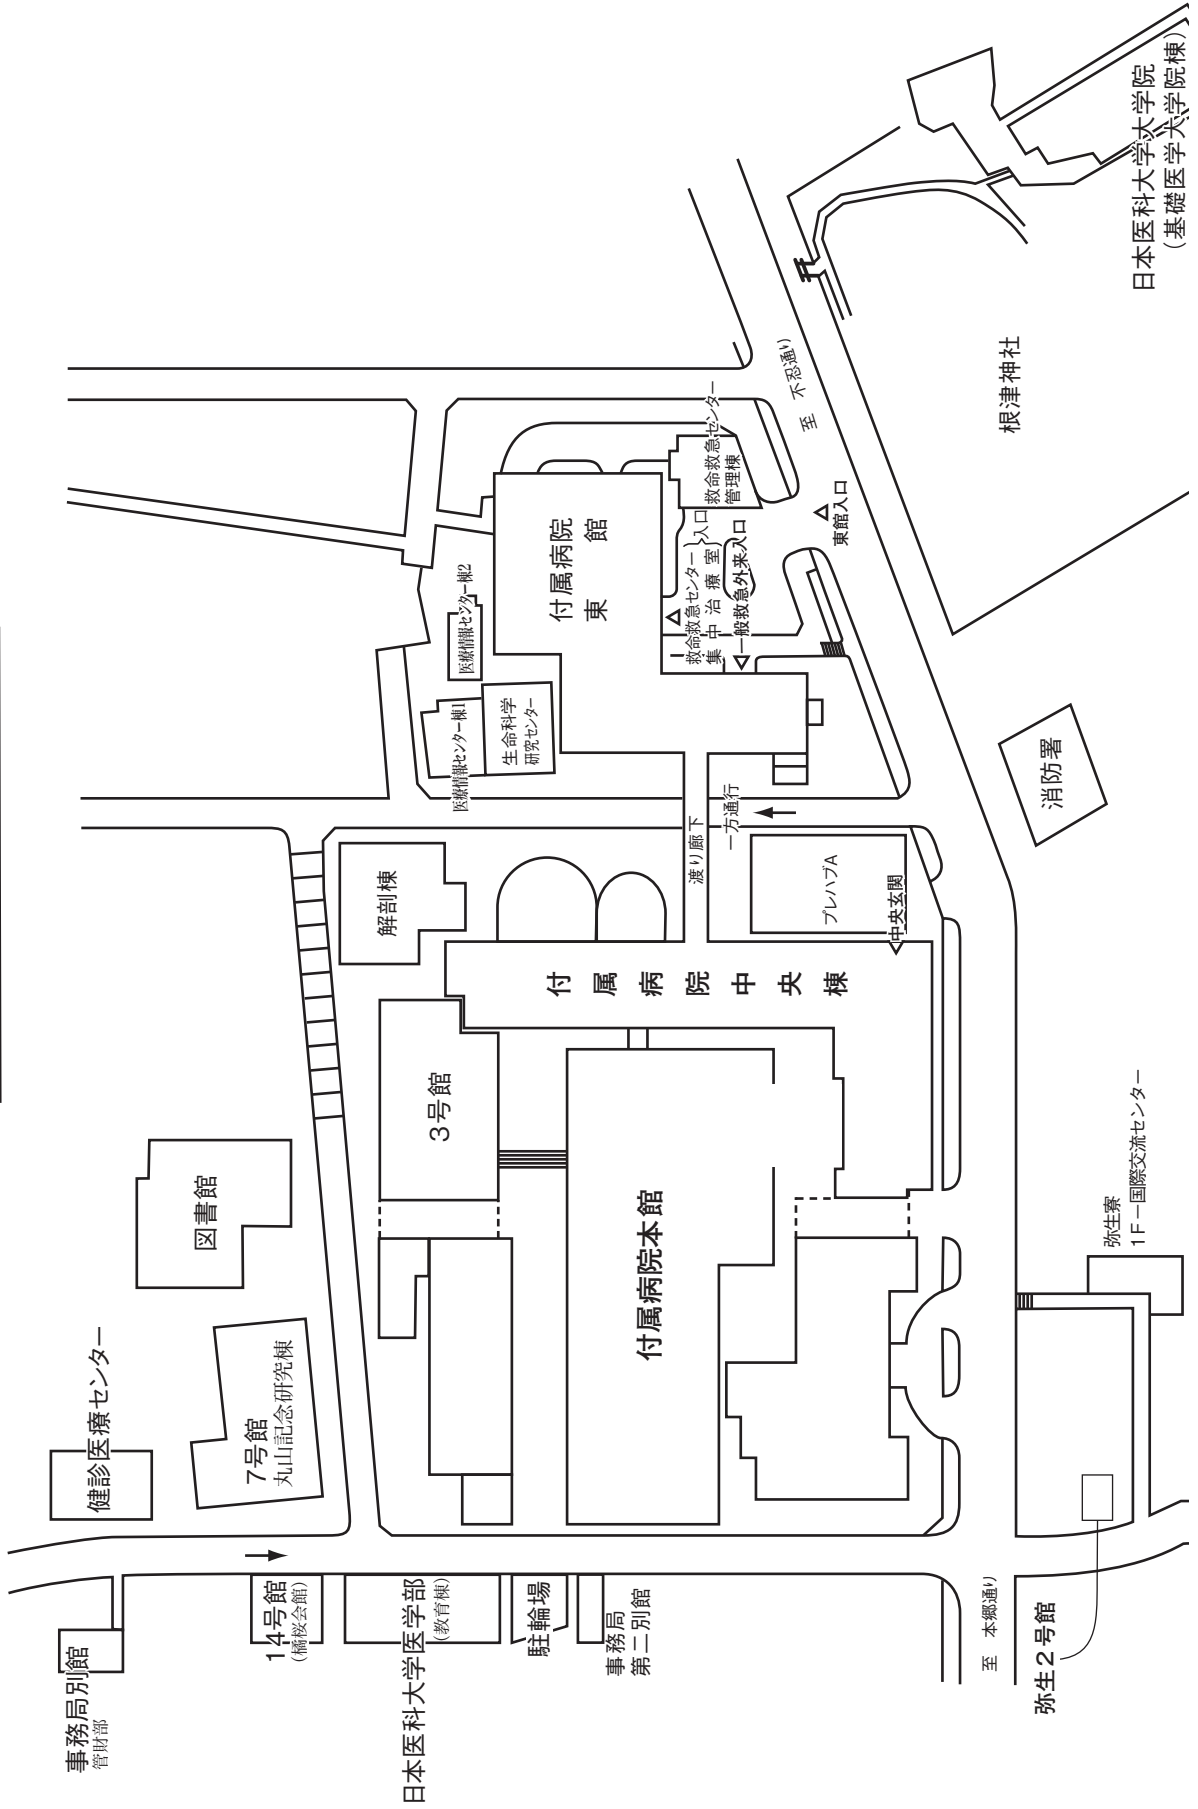 事務局別館
管財部
健診医療センター
7号館
丸山記念研究棟
図書館
14号館
(橘桜会館)
日本医科大学医学部
(教育棟)
駐輪場
事務局
第二別館
3号館
解剖棟
付属病院本館
付属病院中央棟
中央玄関
プレハブA
渡り廊下
一方通行
医療情報センター棟1
医療情報センター棟2
生命科学
研究センター
付属病院
東館
救命救急センター
集中治療室
入口
一般救急外来入口
救命救急センター
管理棟
東館入口
至 不忍通り
根津神社
日本医科大学大学院
(基礎医学大学院棟)
消防署
弥生寮
1F－国際交流センター
至 本郷通り
弥生2号館